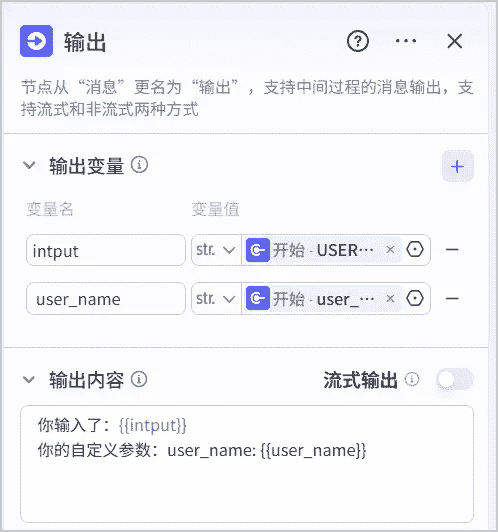 输出
节点从“消息”更名为“输出”，支持中间过程的消息输出，支
持流式和非流式两种方式
输出变量
变量名 变量值
intput str. 开始 - USER···
user_name str. 开始 - user_···
输出内容 流式输出
你输入了：{{intput}}
你的自定义参数：user_name: {{user_name}}